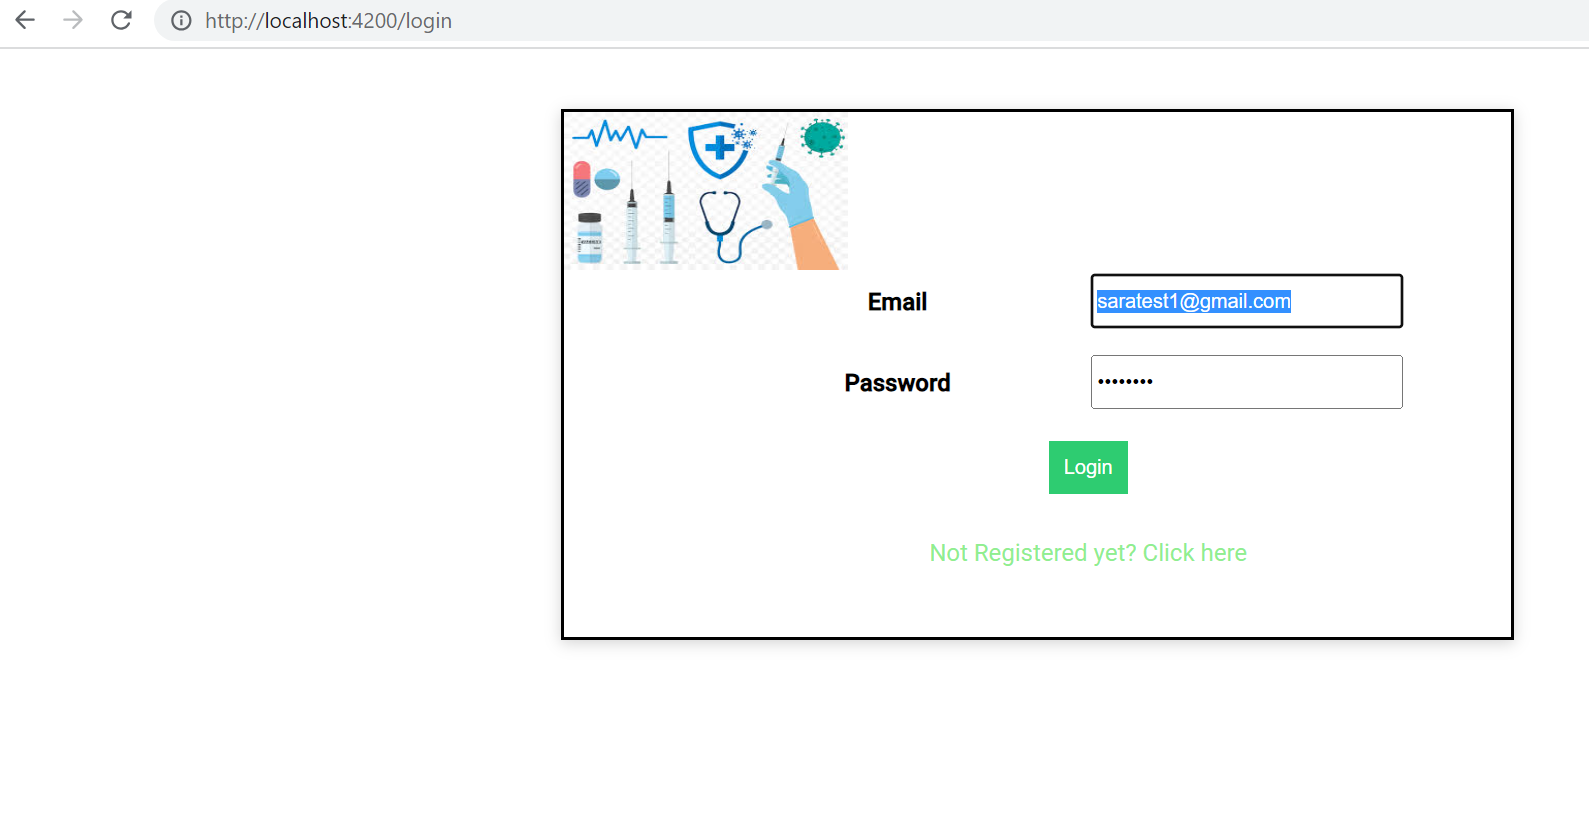 http://localhost:4200/login
Email
saratest1@gmail.com
Password
••••••••
Login
Not Registered yet? Click here